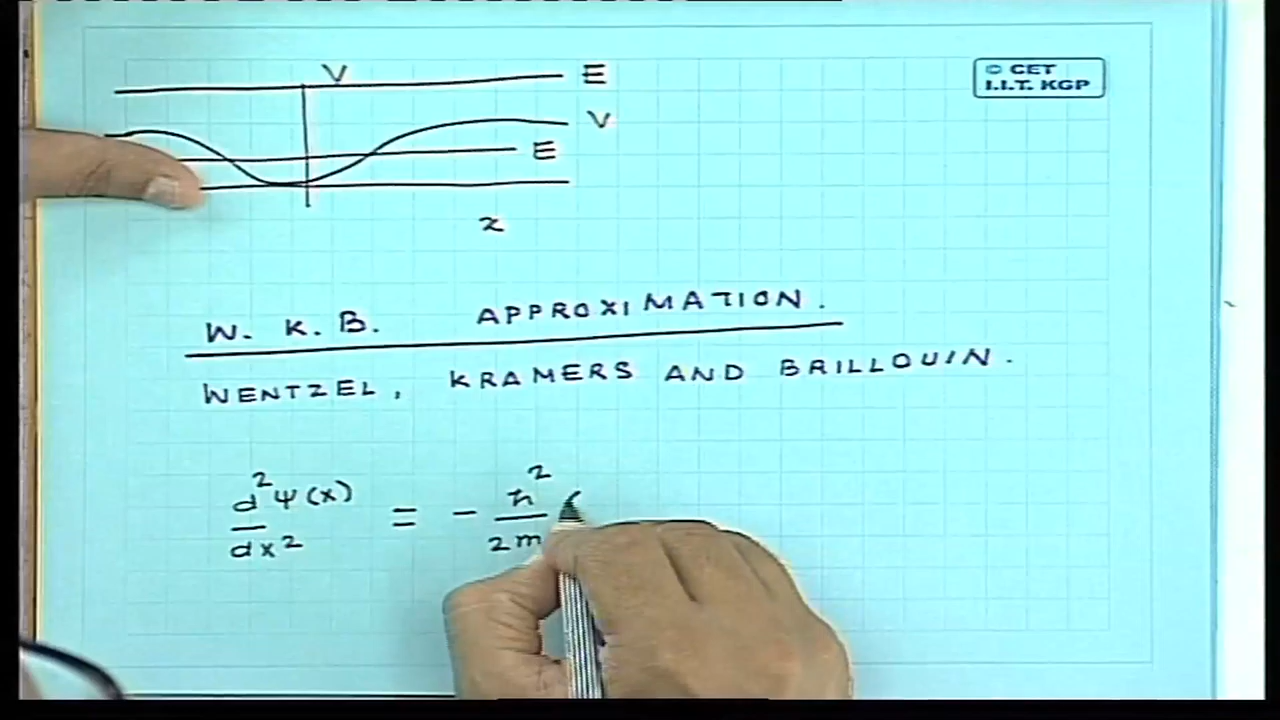 V
E
© CET
I.I.T. KGP
V
E
x
W. K. B. APPROXIMATION.
WENTZEL, KRAMERS AND BRILLOUIN.
d²ψ(x)/dx² = - ħ²/2m (